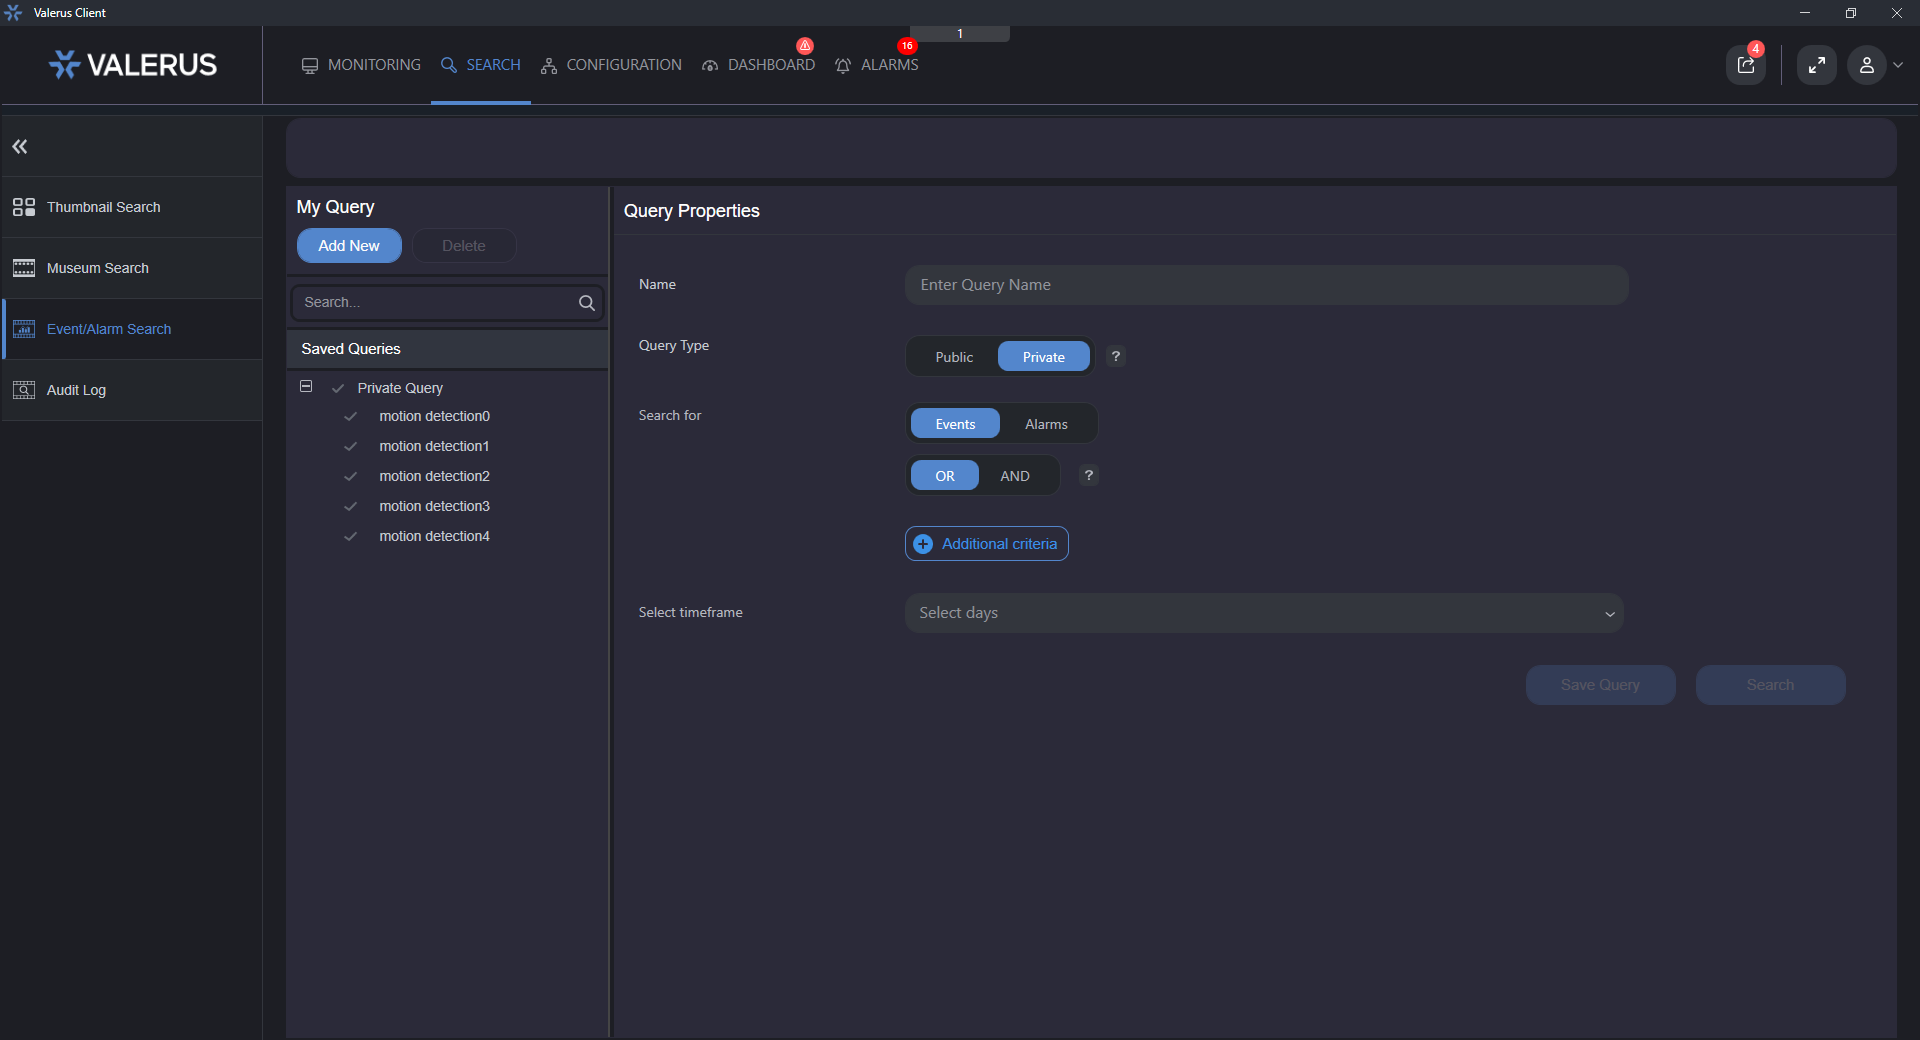 Valerus Client
1
VALERUS
MONITORING
SEARCH
CONFIGURATION
DASHBOARD
16
ALARMS
4
Thumbnail Search
Museum Search
Event/Alarm Search
Audit Log
My Query
Add New
Delete
Search...
Saved Queries
Private Query
motion detection0
motion detection1
motion detection2
motion detection3
motion detection4
Query Properties
Name
Enter Query Name
Query Type
Public
Private
?
Search for
Events
Alarms
OR
AND
?
Additional criteria
Select timeframe
Select days
Save Query
Search